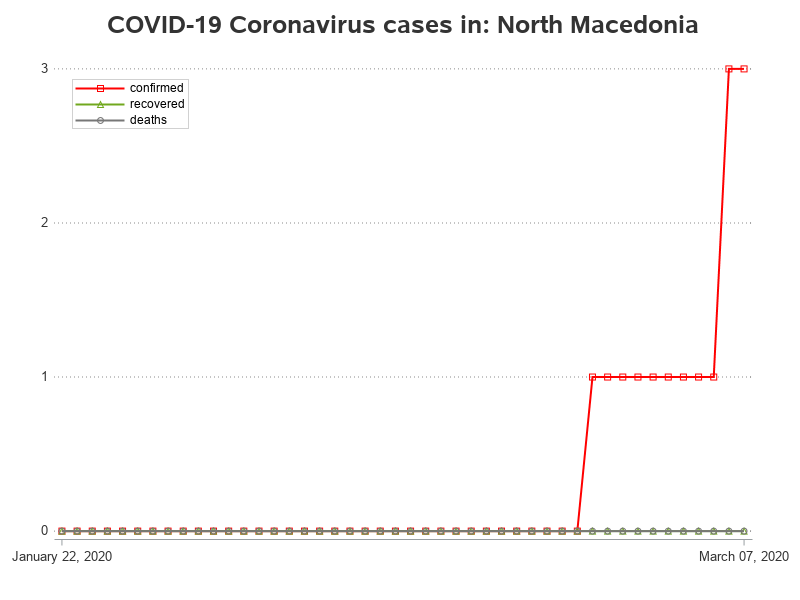 COVID-19 Coronavirus cases in: North Macedonia
3
confirmed
recovered
deaths
2
1
0
January 22, 2020
March 07, 2020